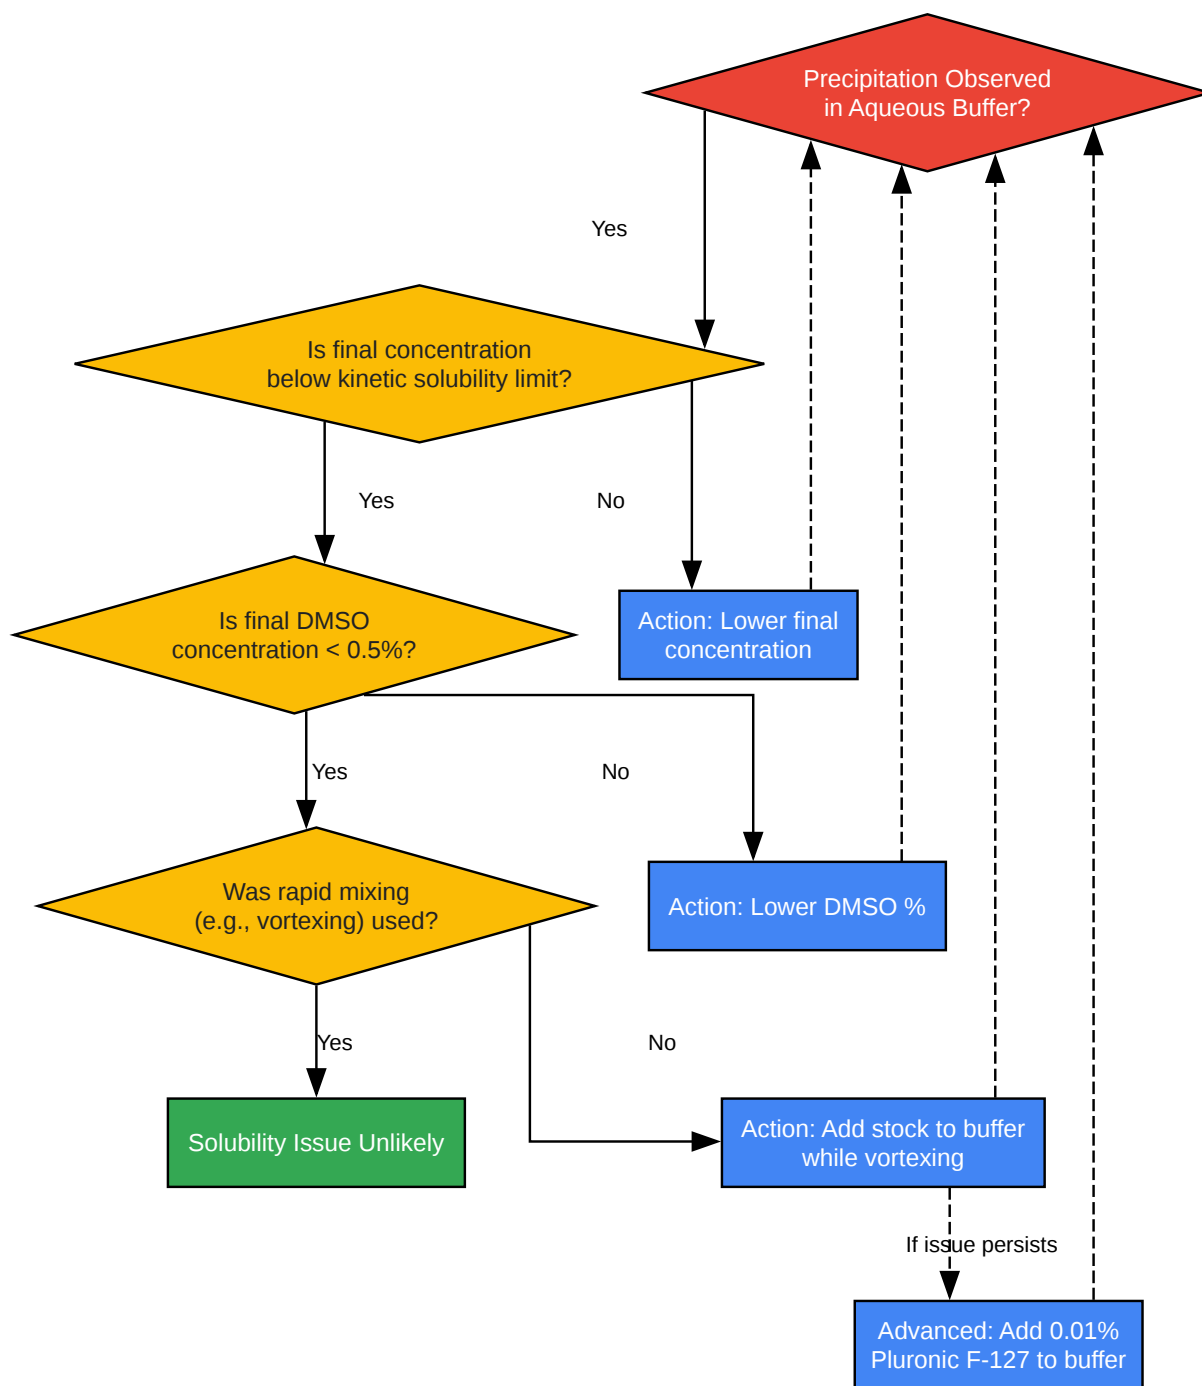 Precipitation Observed
in Aqueous Buffer?
Yes
Is final concentration
below kinetic solubility limit?
Yes
No
Is final DMSO
concentration < 0.5%?
Action: Lower final
concentration
Yes
No
Was rapid mixing
(e.g., vortexing) used?
Action: Lower DMSO %
Yes
No
Solubility Issue Unlikely
Action: Add stock to buffer
while vortexing
If issue persists
Advanced: Add 0.01%
Pluronic F-127 to buffer